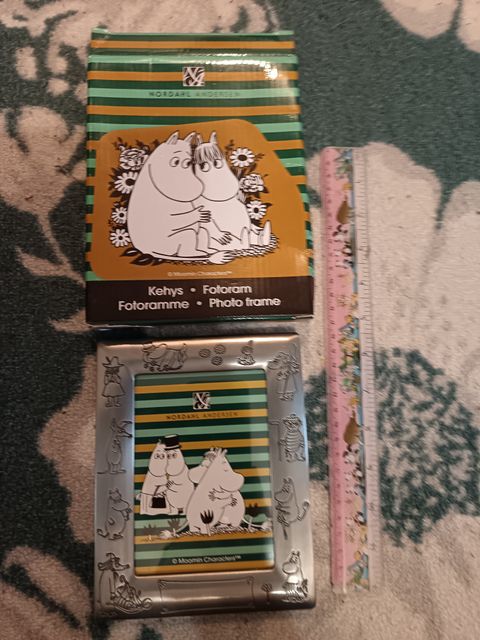 NORDAHL ANDERSEN
© Moomin Characters™
Kehys • Fotoram
Fotoramme • Photo frame
NORDAHL ANDERSEN
© Moomin Characters™